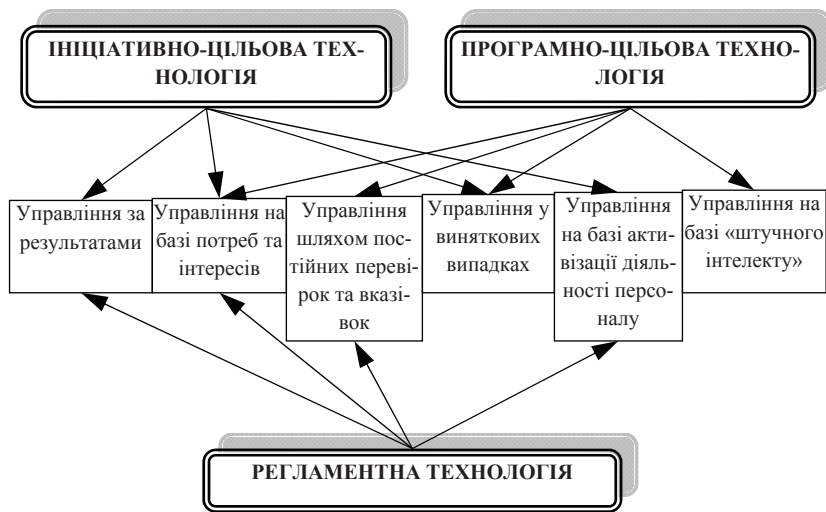 ІНІЦІАТИВНО-ЦІЛЬОВА ТЕХ-
НОЛОГІЯ
ПРОГРАМНО-ЦІЛЬОВА ТЕХНО-
ЛОГІЯ
Управління за
результатами
Управління на
базі потреб та
інтересів
Управління
шляхом пос-
тійних переві-
рок та вказі-
вок
Управління у
виняткових
випадках
Управління
на базі акти-
візації діяль-
ності персо-
налу
Управління на
базі «штучного
інтелекту»
РЕГЛАМЕНТНА ТЕХНОЛОГІЯ